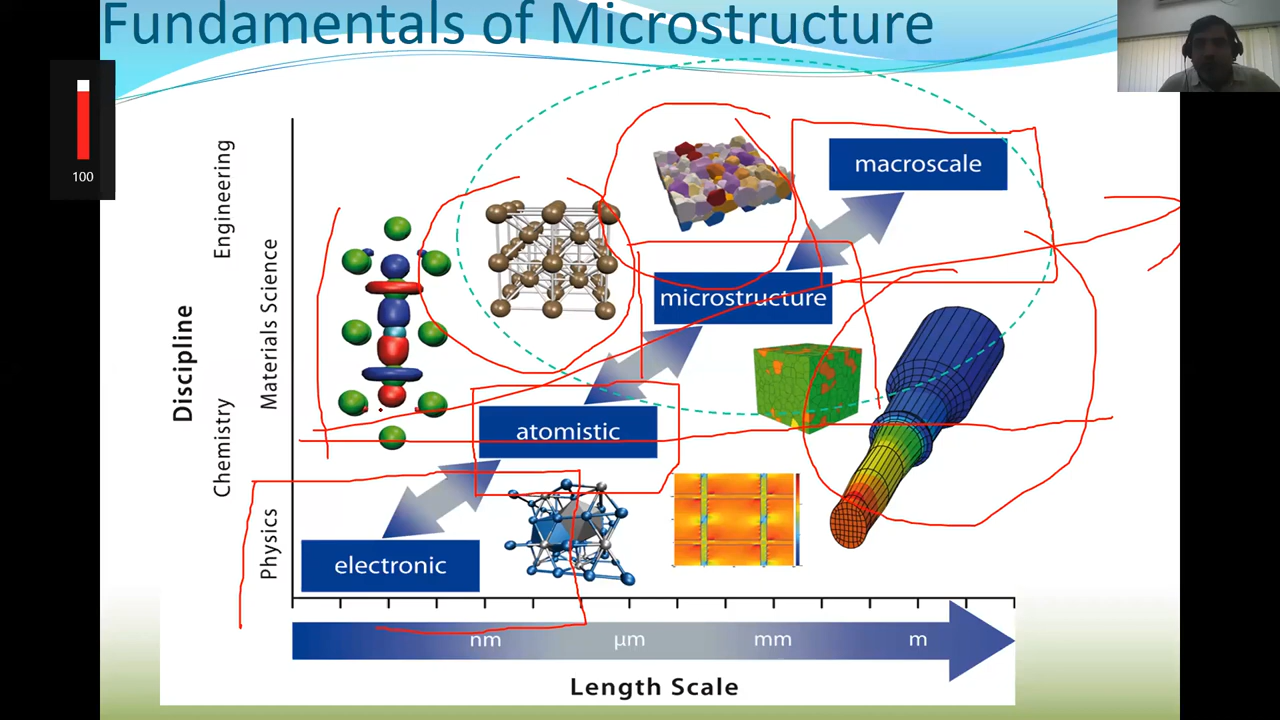 Fundamentals of Microstructure
100
Discipline
Engineering
Materials Science
Chemistry
Physics
macroscale
microstructure
atomistic
electronic
nm
μm
mm
m
Length Scale